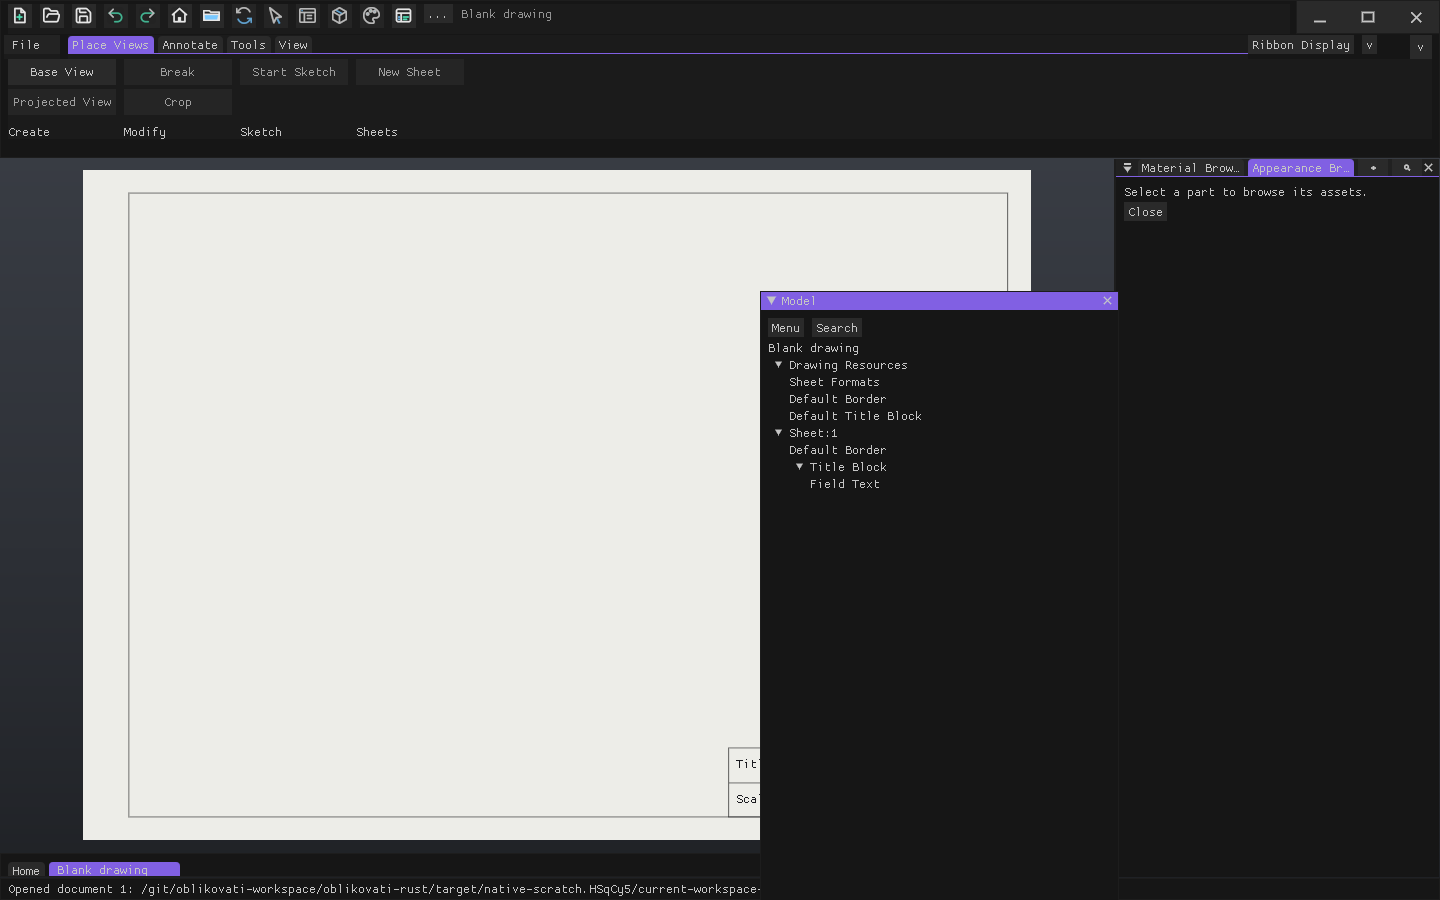 ... Blank drawing
File Place Views Annotate Tools View Ribbon Display v v
Base View Break Start Sketch New Sheet
Projected View Crop
Create Modify Sketch Sheets
Material Brow… Appearance Br…
Select a part to browse its assets.
Close
Model
Menu Search
Blank drawing
Drawing Resources
Sheet Formats
Default Border
Default Title Block
Sheet:1
Default Border
Title Block
Field Text
Titl
Scal
Home Blank drawing
Opened document 1: /git/oblikovati-workspace/oblikovati-rust/target/native-scratch.HSqCy5/current-workspace-